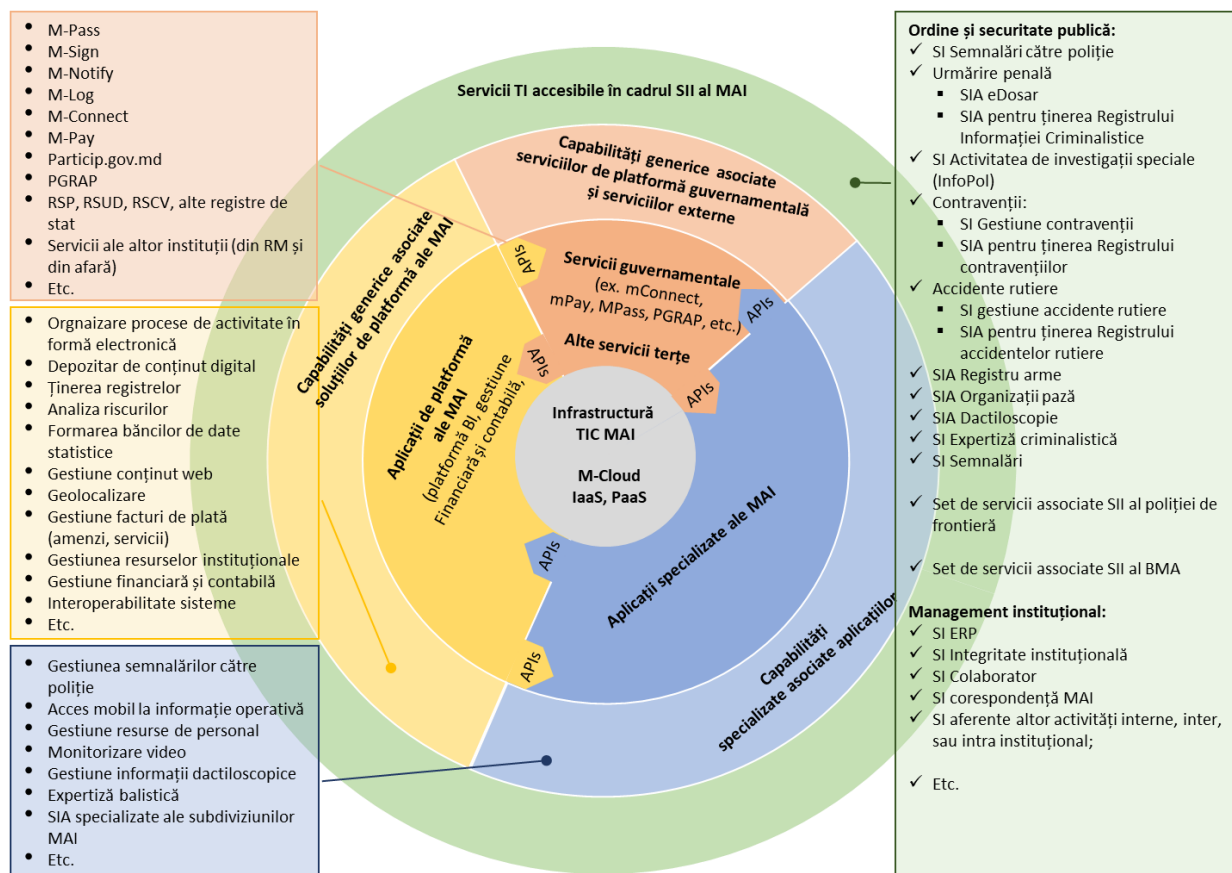 M-Pass
M-Sign
M-Notify
M-Log
M-Connect
M-Pay
Particip.gov.md
PGRAP
RSP, RSUD, RSCV, alte registre de
stat
Servicii ale altor instituții (din RM și
din afară)
Etc.
Orgnaizare procese de activitate în
formă electronică
Depozitar de conținut digital
Ținerea registrelor
Analiza riscurilor
Formarea băncilor de date
statistice
Gestiune conținut web
Geolocalizare
Gestiune facturi de plată
(amenzi, servicii)
Gestiunea resurselor instituționale
Gestiune financiară și contabilă
Interoperabilitate sisteme
Etc.
Gestiunea semnalărilor către
poliție
Acces mobil la informație operativă
Gestiune resurse de personal
Monitorizare video
Gestiune informații dactiloscopice
Expertiză balistică
SIA specializate ale subdiviziunilor
MAI
Etc.
Servicii TI accesibile în cadrul SII al MAI
Capabilități generice asociate
serviciilor de platformă guvernamentală
și serviciilor externe
Capabilități generice asociate
soluțiilor de platformă ale MAI
APIs
Servicii guvernamentale
(ex. mConnect,
mPay, MPass, PGRAP, etc.)
Alte servicii terțe
APIs
APIs
APIs
Aplicații de platformă
ale MAI
(platformă BI, gestiune
Financiară și contabilă,
Infrastructură
TIC MAI
M-Cloud
IaaS, PaaS
APIs
APIs
Aplicații specializate ale MAI
Capabilități
specializate asociate aplicațiilor
Ordine și securitate publică:
SI Semnalări către poliție
Urmărire penală
SIA eDosar
SIA pentru ținerea Registrului
Informației Criminalistice
SI Activitatea de investigații speciale
(InfoPol)
Contravenții:
SI Gestiune contravenții
SIA pentru ținerea Registrului
contravențiilor
Accidente rutiere
SI gestiune accidente rutiere
SIA pentru ținerea Registrului
accidentelor rutiere
SIA Registru arme
SIA Organizații pază
SIA Dactiloscopie
SI Expertiză criminalistică
SI Semnalări
Set de servicii associate SII al poliției de
frontieră
Set de servicii associate SII al BMA
Management instituțional:
SI ERP
SI Integritate instituțională
SI Colaborator
SI corespondență MAI
SI aferente altor activități interne, inter,
sau intra instituțional;
Etc.